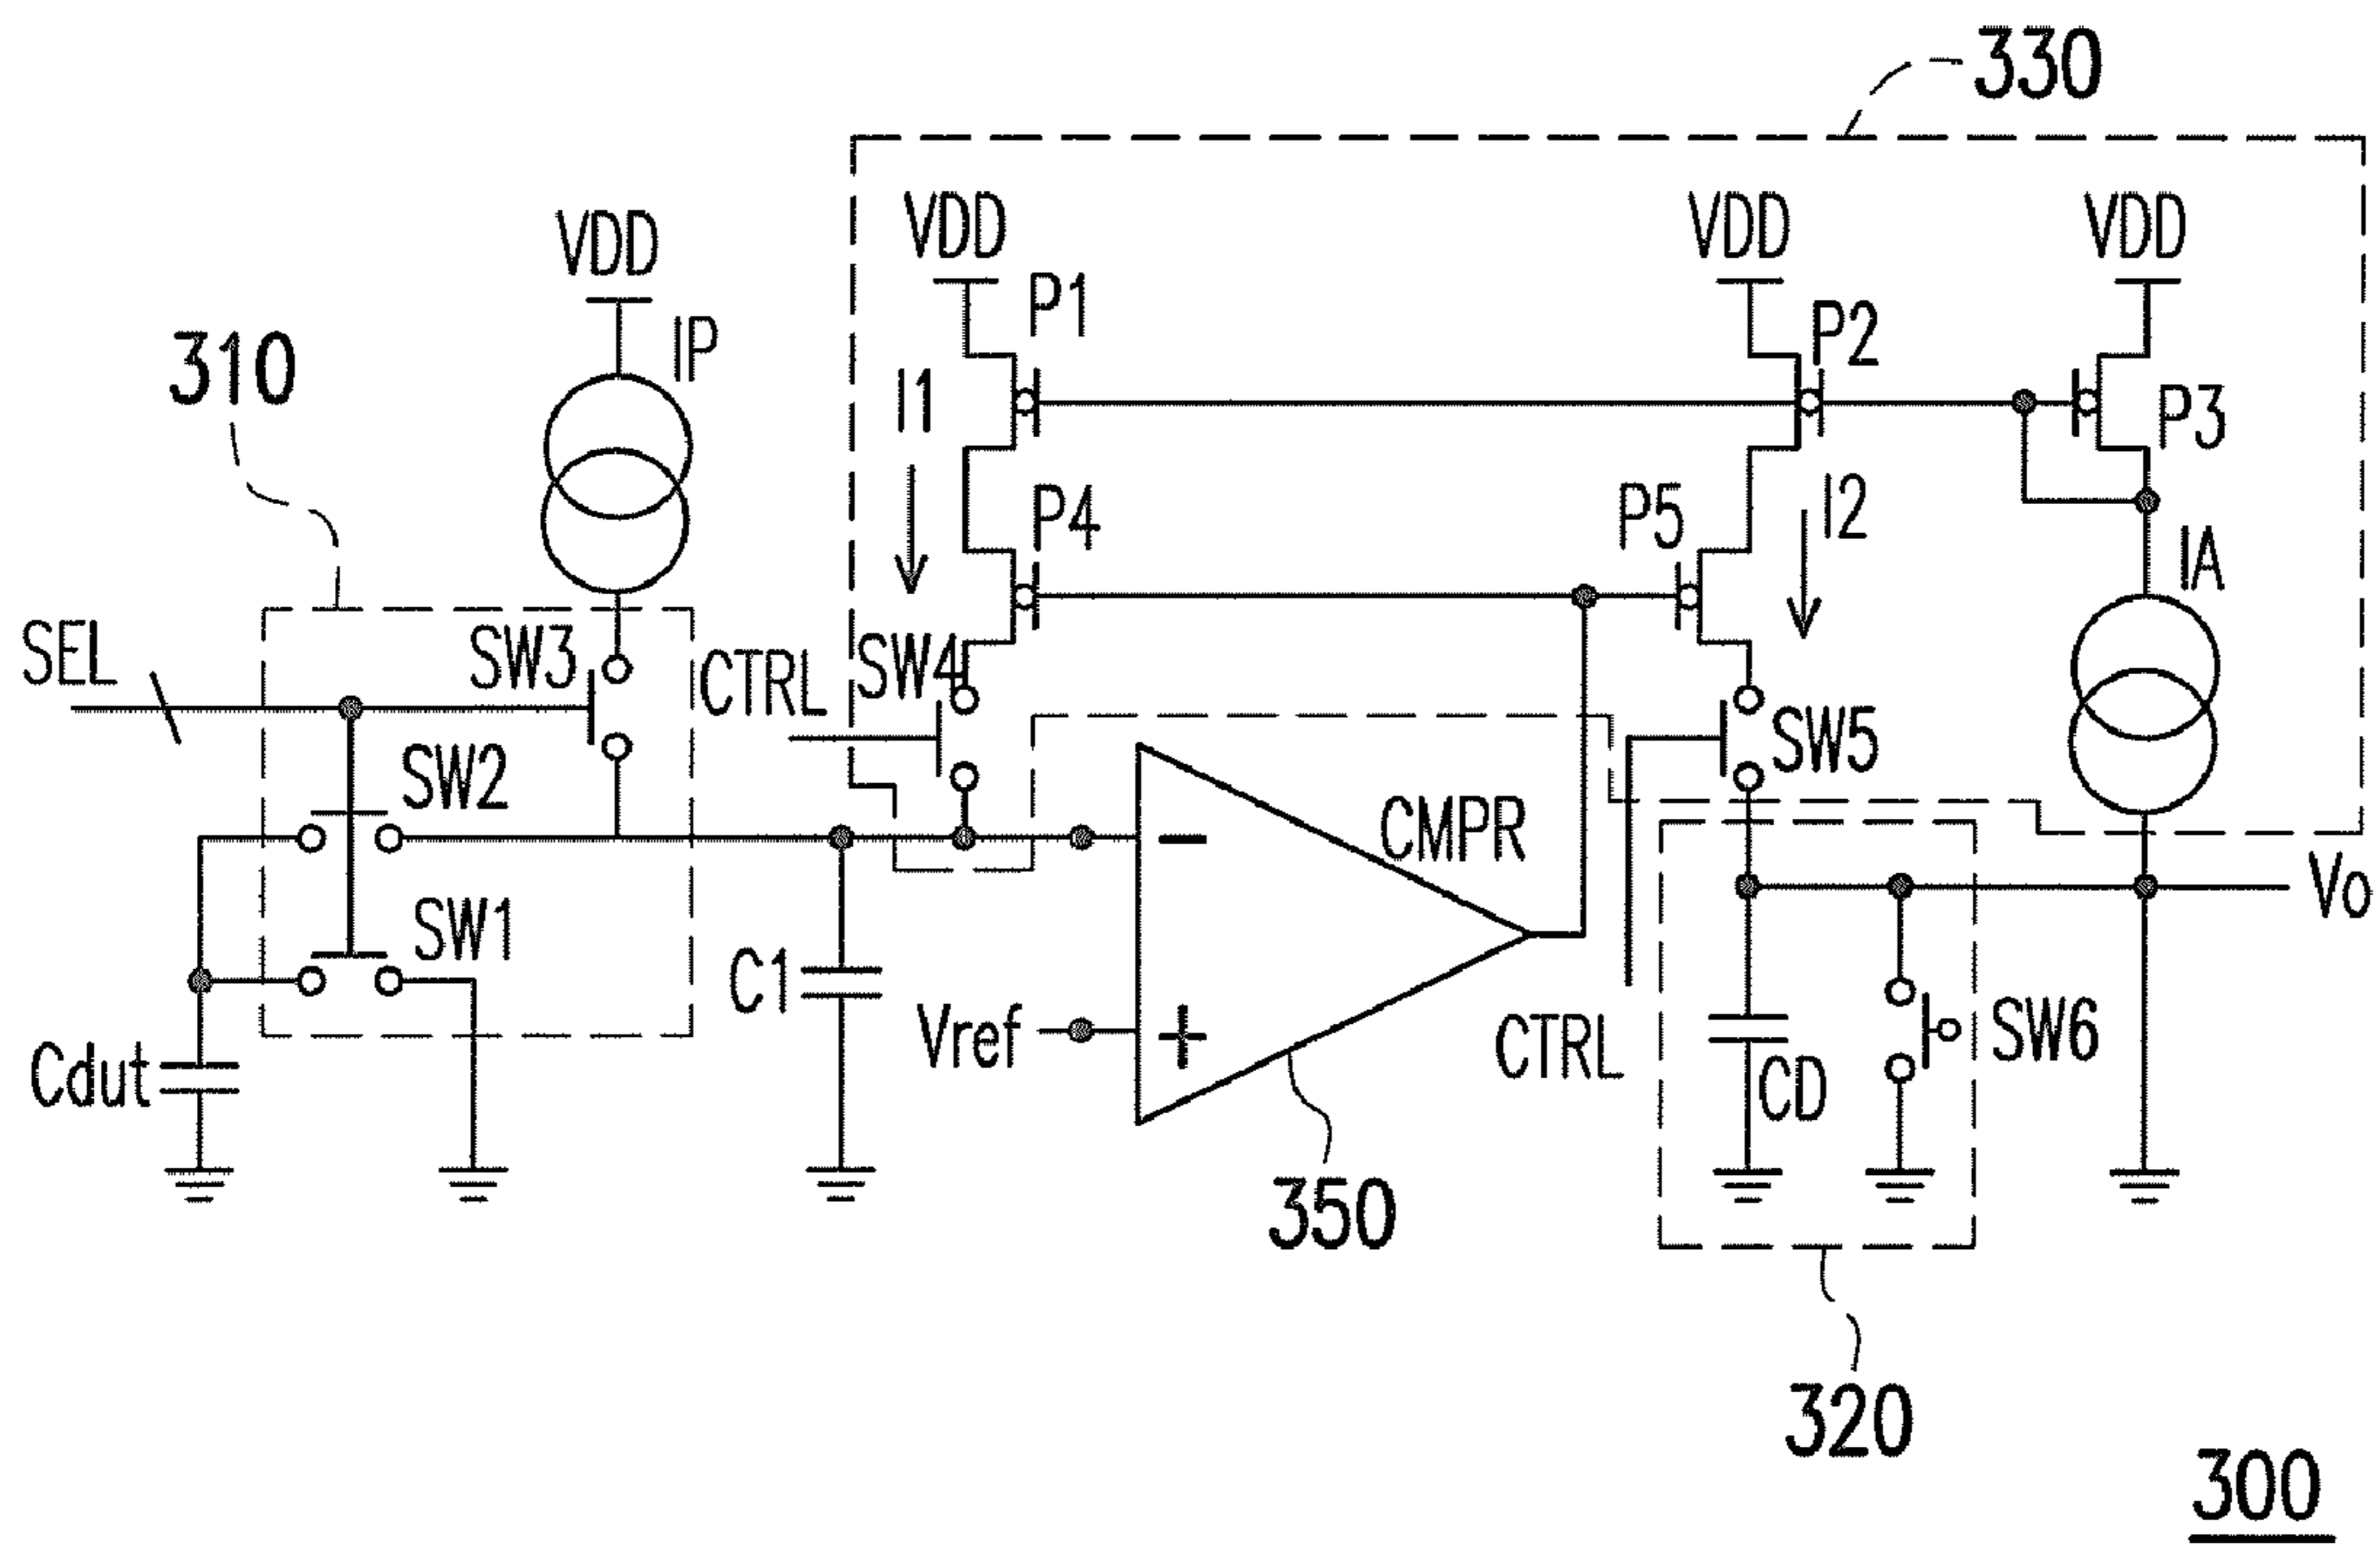 330
VDD
VDD
VDD
VDD
P1
P2
310
IP
I1
P3
P4
P5
I2
IA
SEL
SW3
CTRL
SW4
SW5
SW2
CMPR
−
Vo
SW1
C1
Vref
+
CTRL
SW6
Cdut
CD
350
320
300